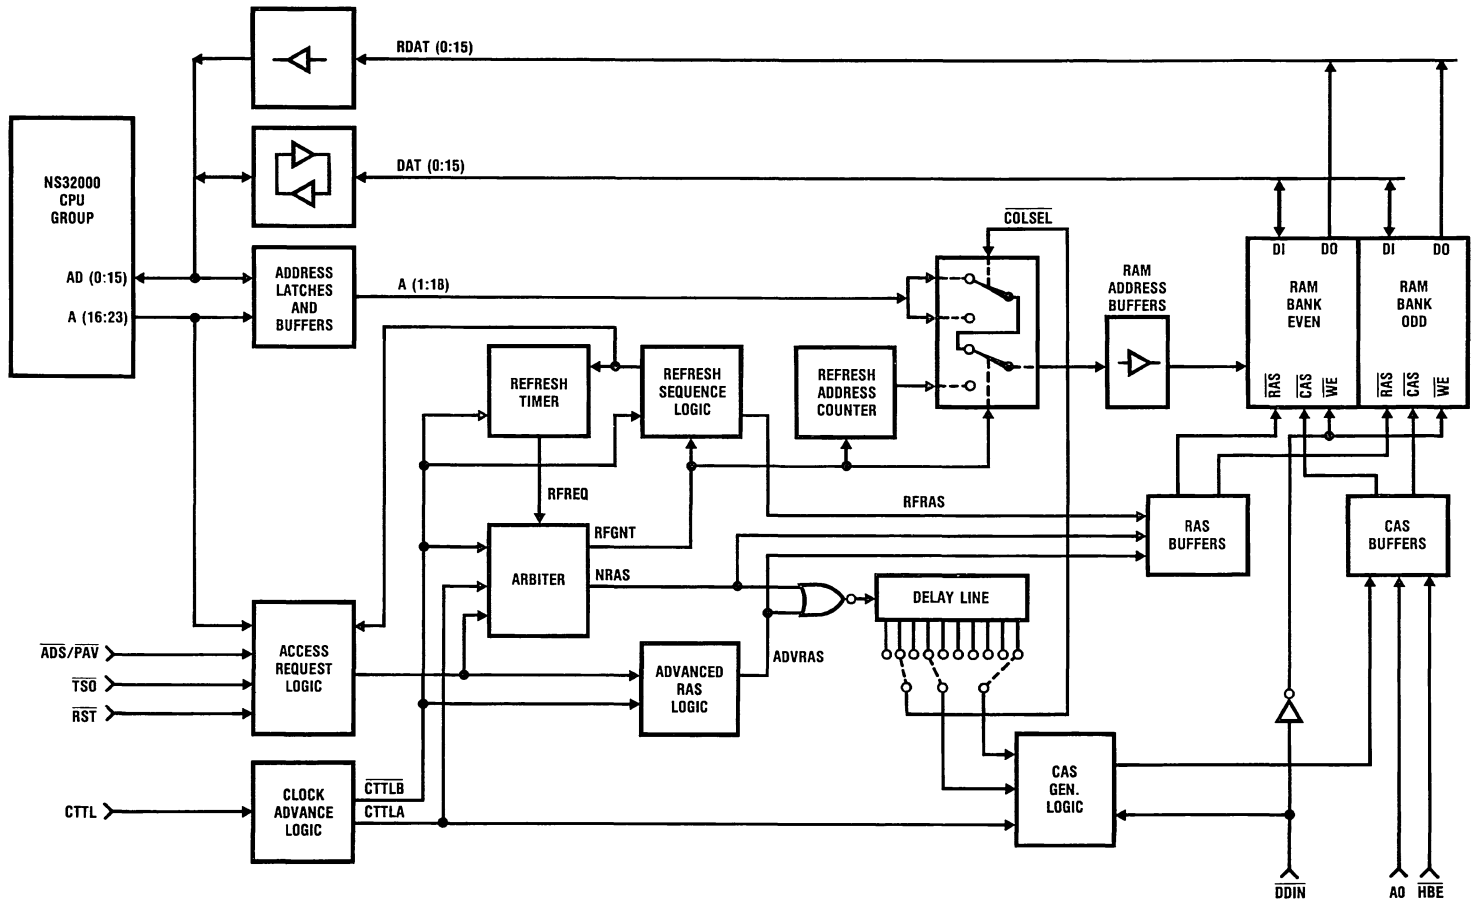 RDAT (0:15)
DAT (0:15)
NS32000
CPU
GROUP
AD (0:15)
A (16:23)
ADDRESS
LATCHES
AND
BUFFERS
A (1:18)
COLSEL
RAM
ADDRESS
BUFFERS
DI
DO
DI
DO
RAM
BANK
EVEN
RAM
BANK
ODD
RAS
CAS
WE
RAS
CAS
WE
REFRESH
TIMER
REFRESH
SEQUENCE
LOGIC
REFRESH
ADDRESS
COUNTER
RFREQ
RFGNT
RFRAS
ARBITER
NRAS
RAS
BUFFERS
CAS
BUFFERS
DELAY LINE
ADS/PAV
TSO
RST
ACCESS
REQUEST
LOGIC
ADVANCED
RAS
LOGIC
ADVRAS
CTTL
CLOCK
ADVANCE
LOGIC
CTTLB
CTTLA
CAS
GEN.
LOGIC
DDIN
A0
HBE